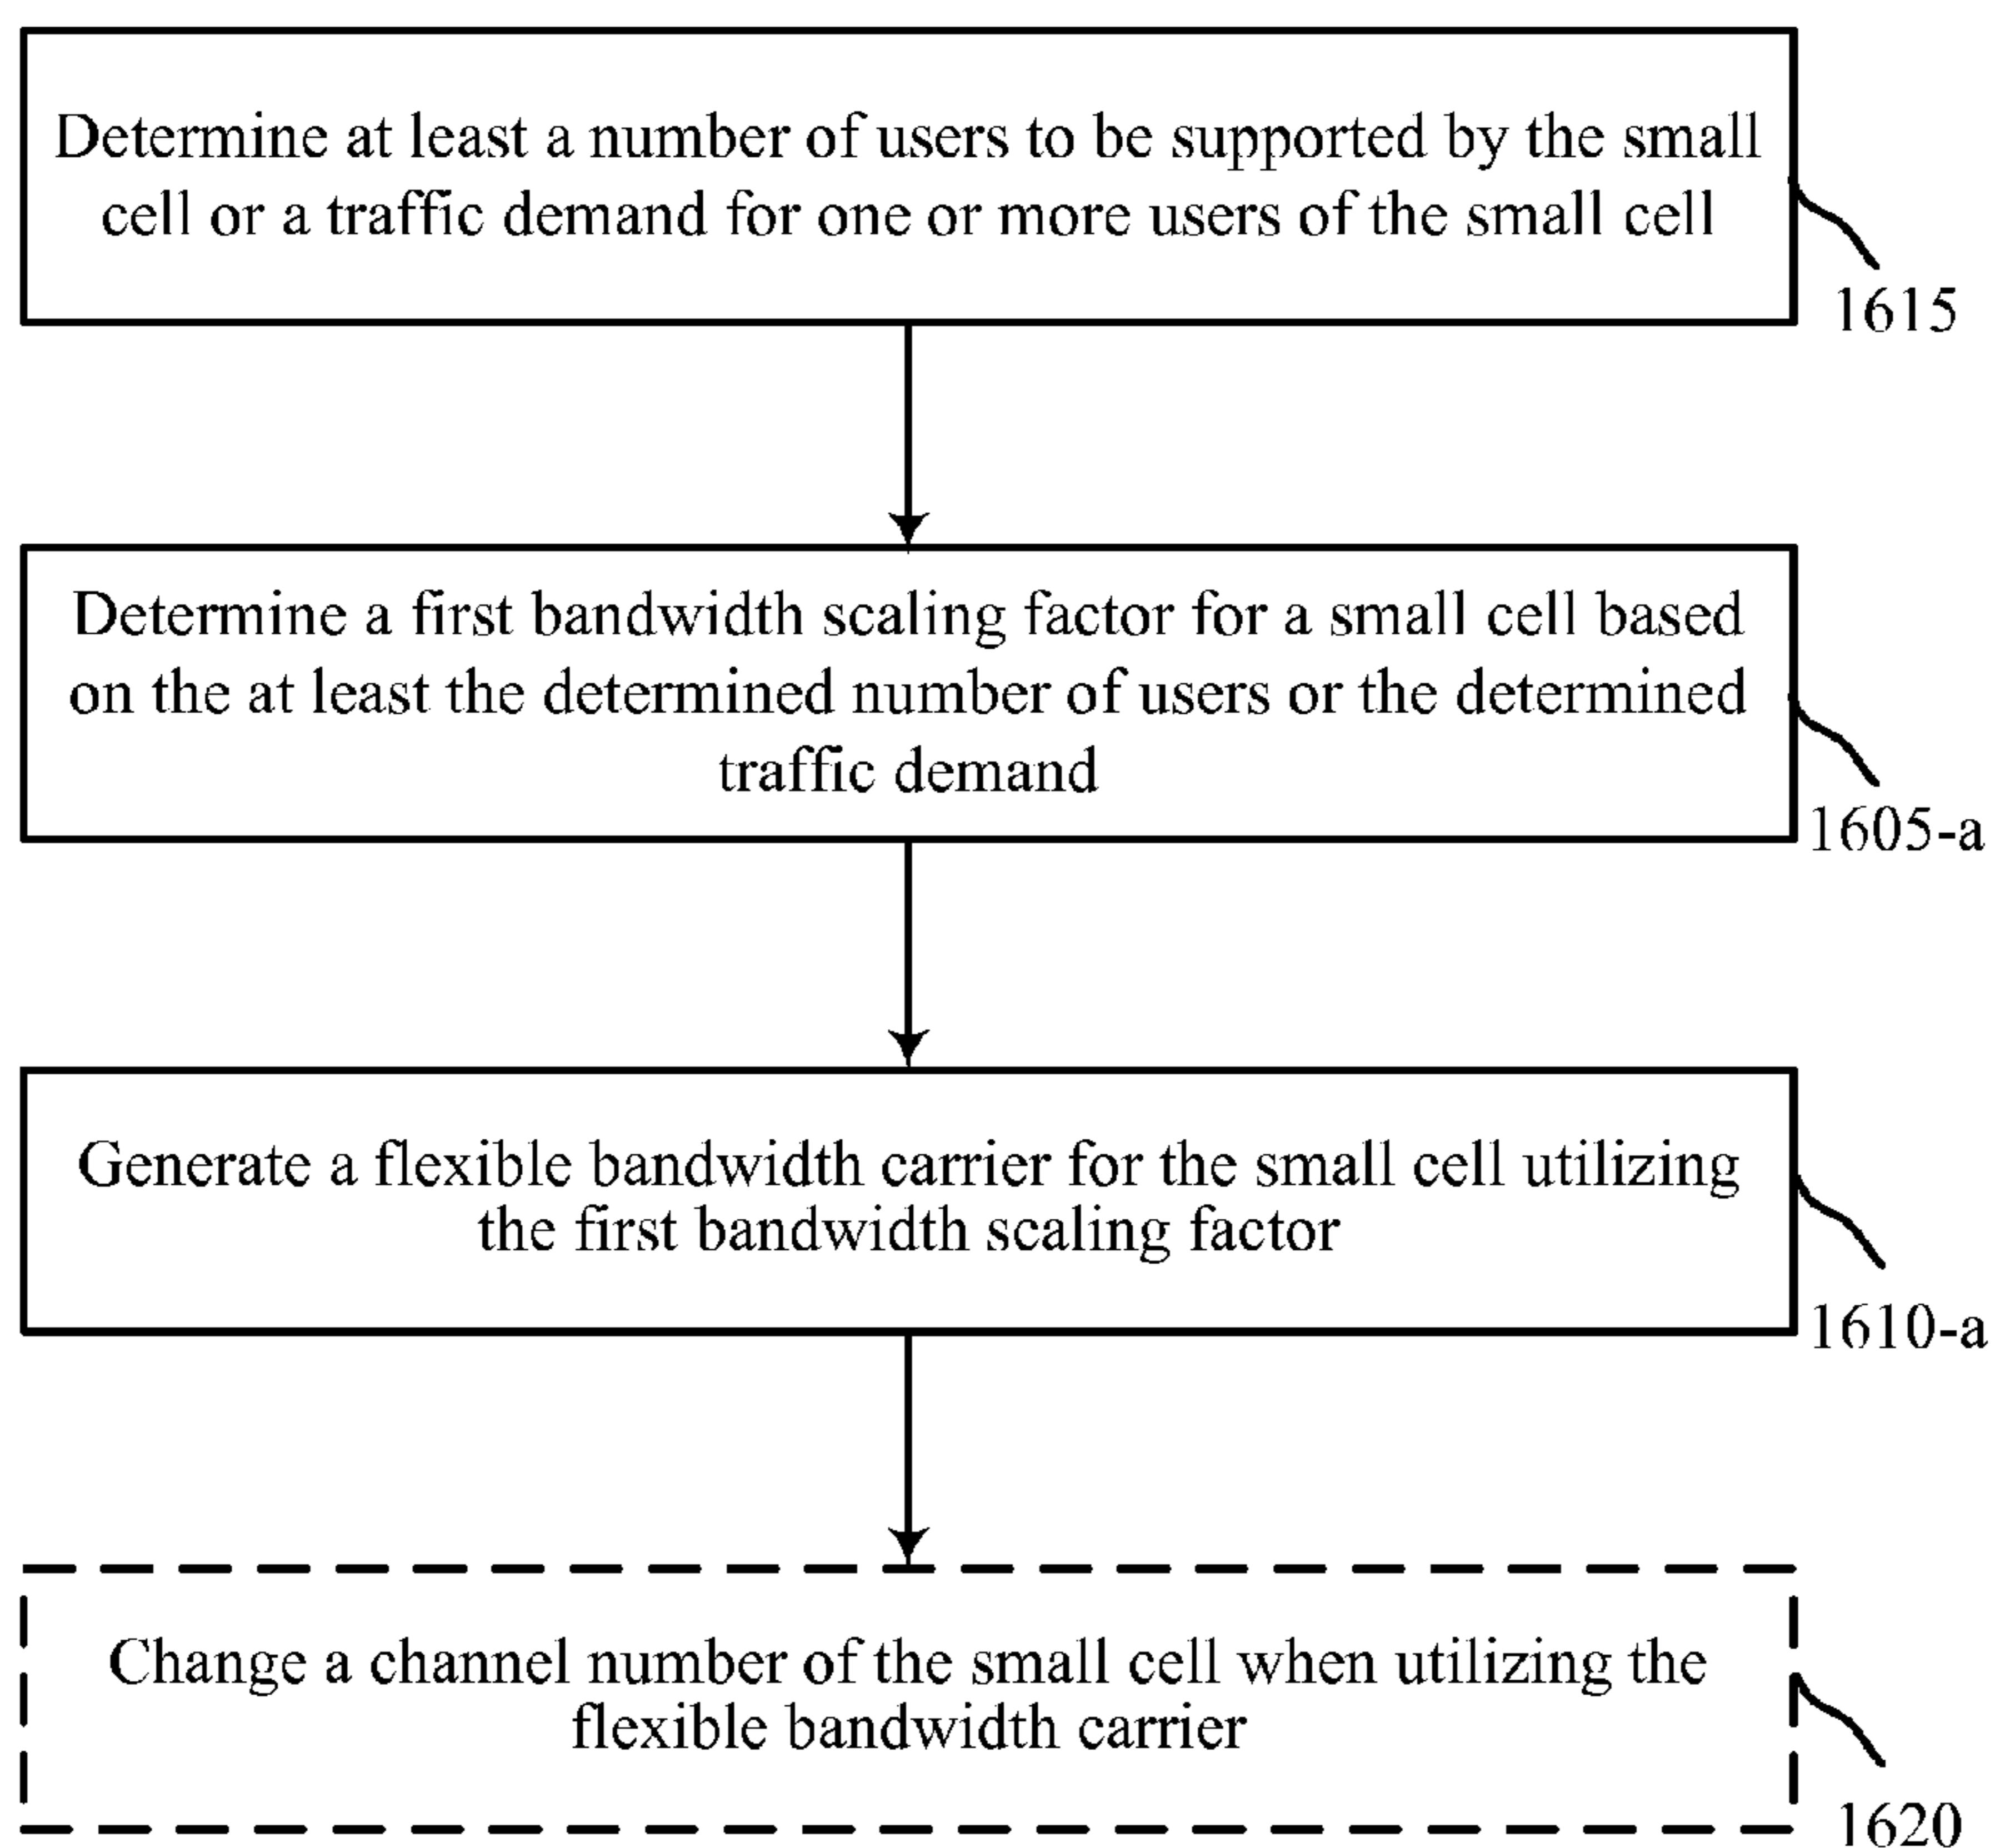 Determine at least a number of users to be supported by the small
cell or a traffic demand for one or more users of the small cell
1615
Determine a first bandwidth scaling factor for a small cell based
on the at least the determined number of users or the determined
traffic demand
1605-a
Generate a flexible bandwidth carrier for the small cell utilizing
the first bandwidth scaling factor
1610-a
Change a channel number of the small cell when utilizing the
flexible bandwidth carrier
1620